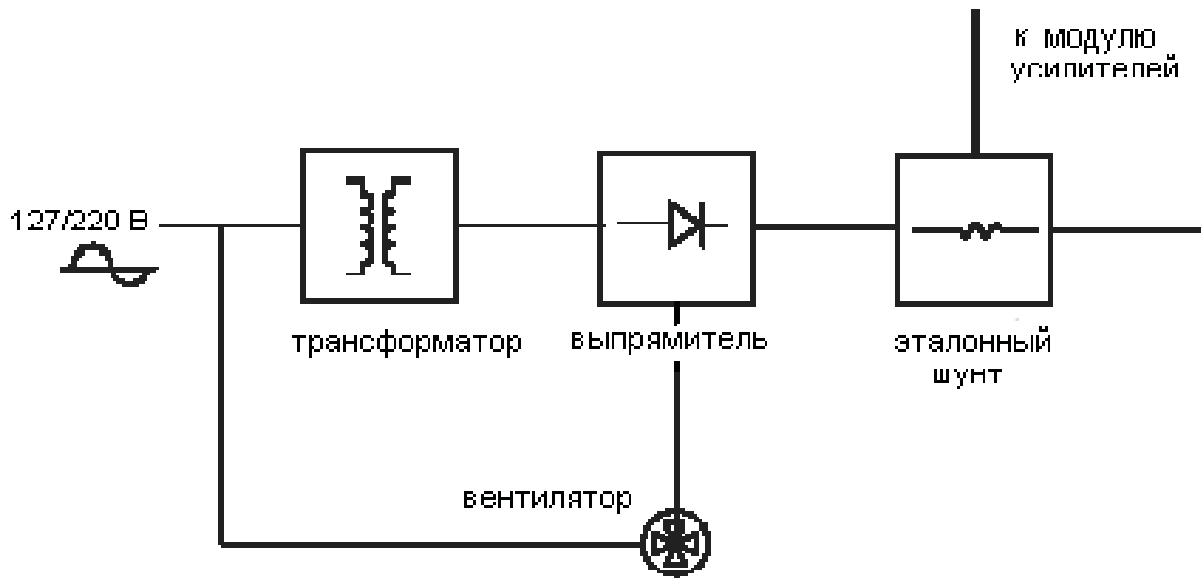 к модулю
усилителей
127/220 В
трансформатор
выпрямитель
эталонный
шунт
вентилятор